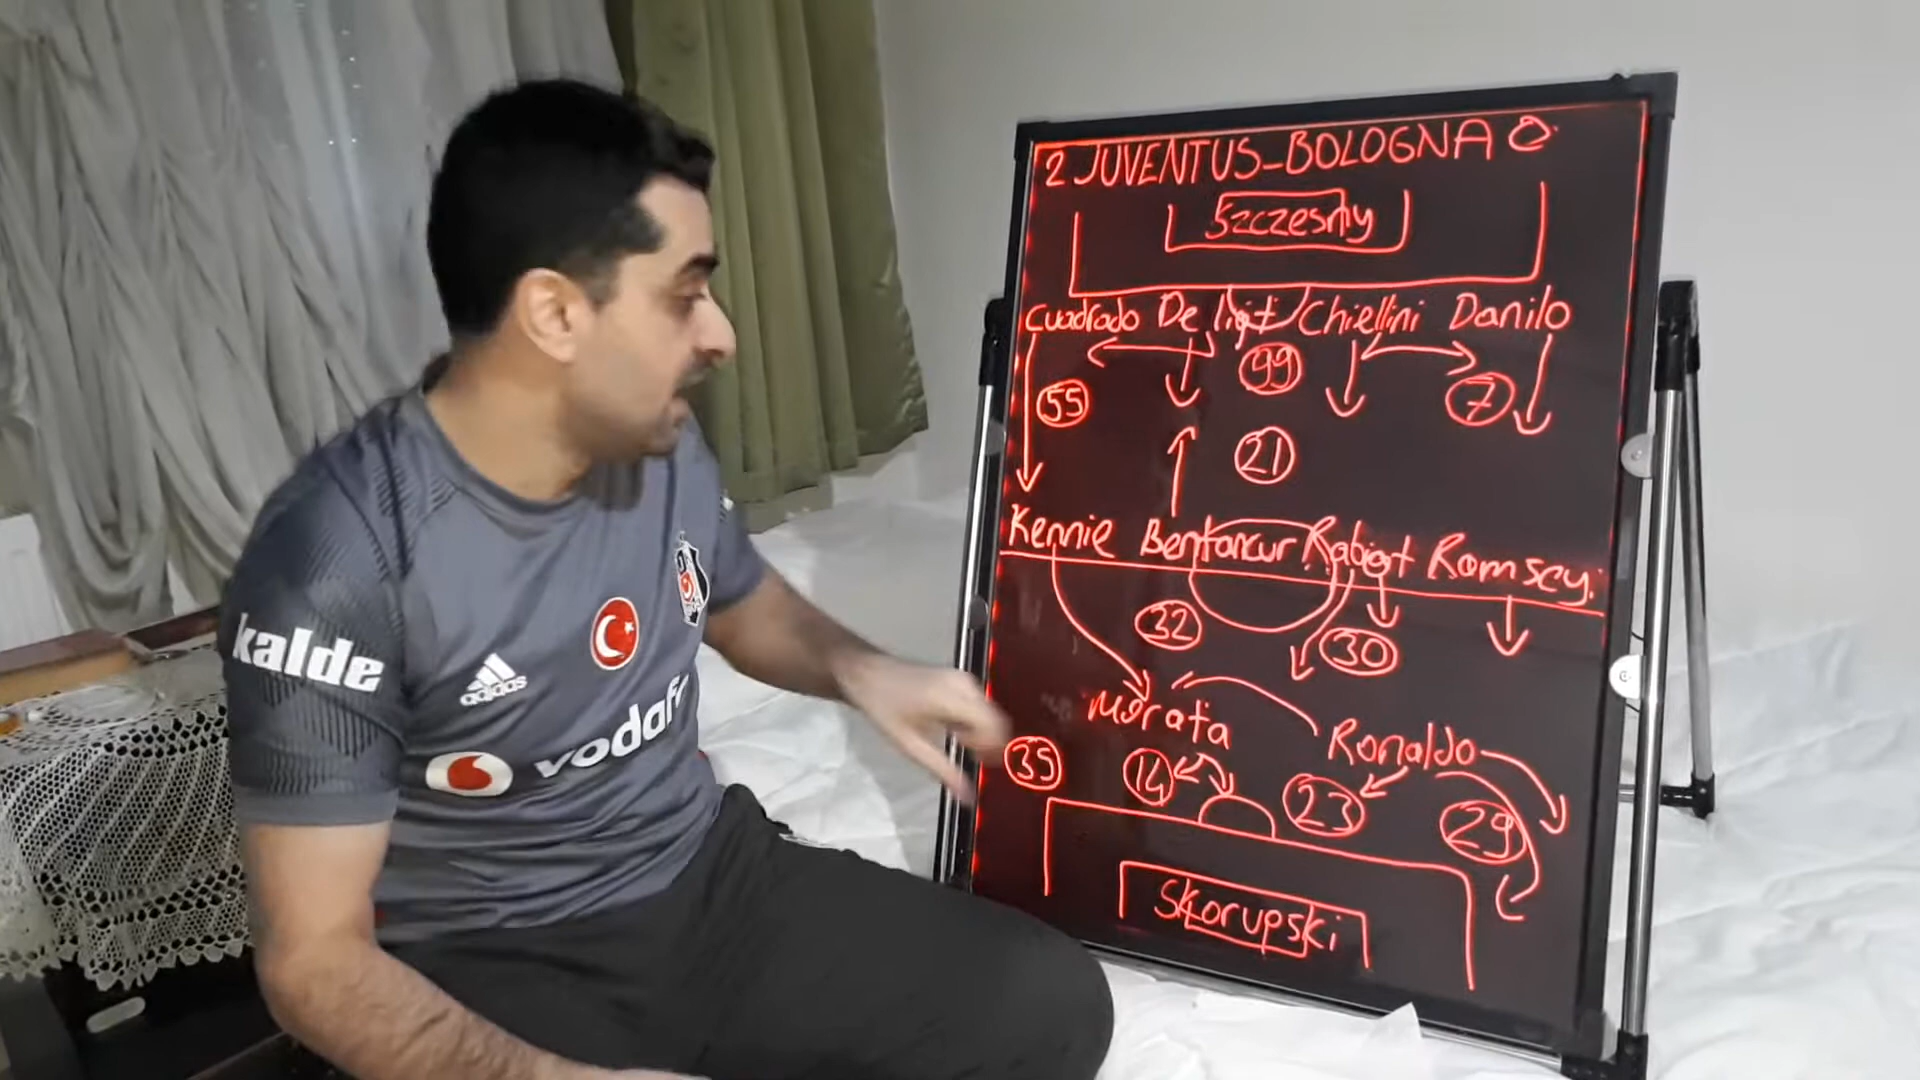 2 JUVENTUS-BOLOGNA 0
Szczesny
Cuadrado De ligt Chiellini Danilo
99
55
7
21
Kennie Bentancur Rabiot Ramsey.
32
30
Morata
Ronaldo
35
14
23
29
Skorupski
kalde
adidas
vodafo